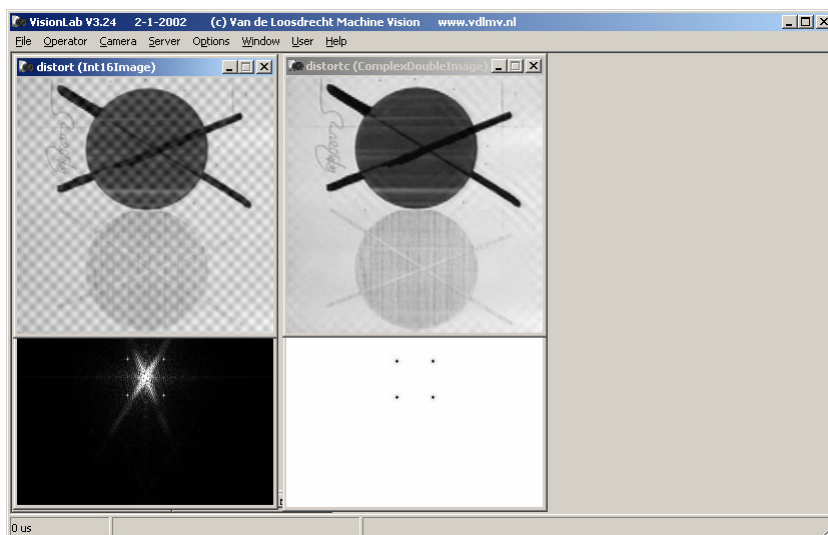 VisionLab V3.24 2-1-2002 (c) Van de Loosdrecht Machine Vision www.vdlmv.nl
File Operator Camera Server Options Window User Help
distort (Int16Image)
distortc (ComplexDoubleImage)
0 us